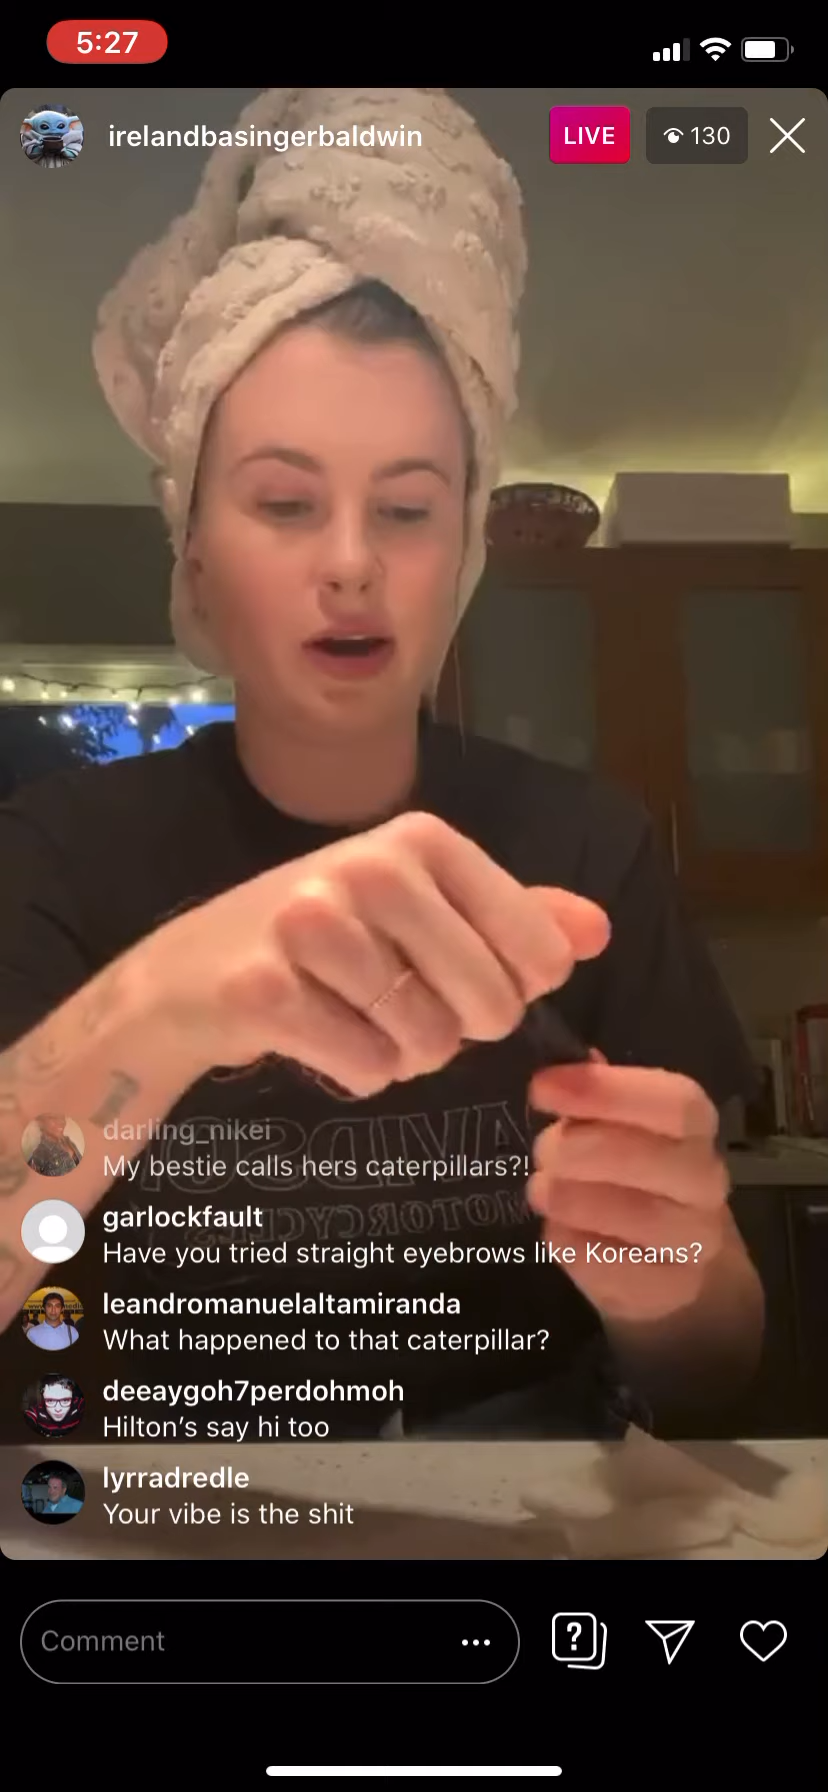 5:27
irelandbasingerbaldwin
LIVE
130
darling_nikei
My bestie calls hers caterpillars?!
garlockfault
Have you tried straight eyebrows like Koreans?
leandromanuelaltamiranda
What happened to that caterpillar?
deeaygoh7perdohmoh
Hilton’s say hi too
lyrradredle
Your vibe is the shit
Comment